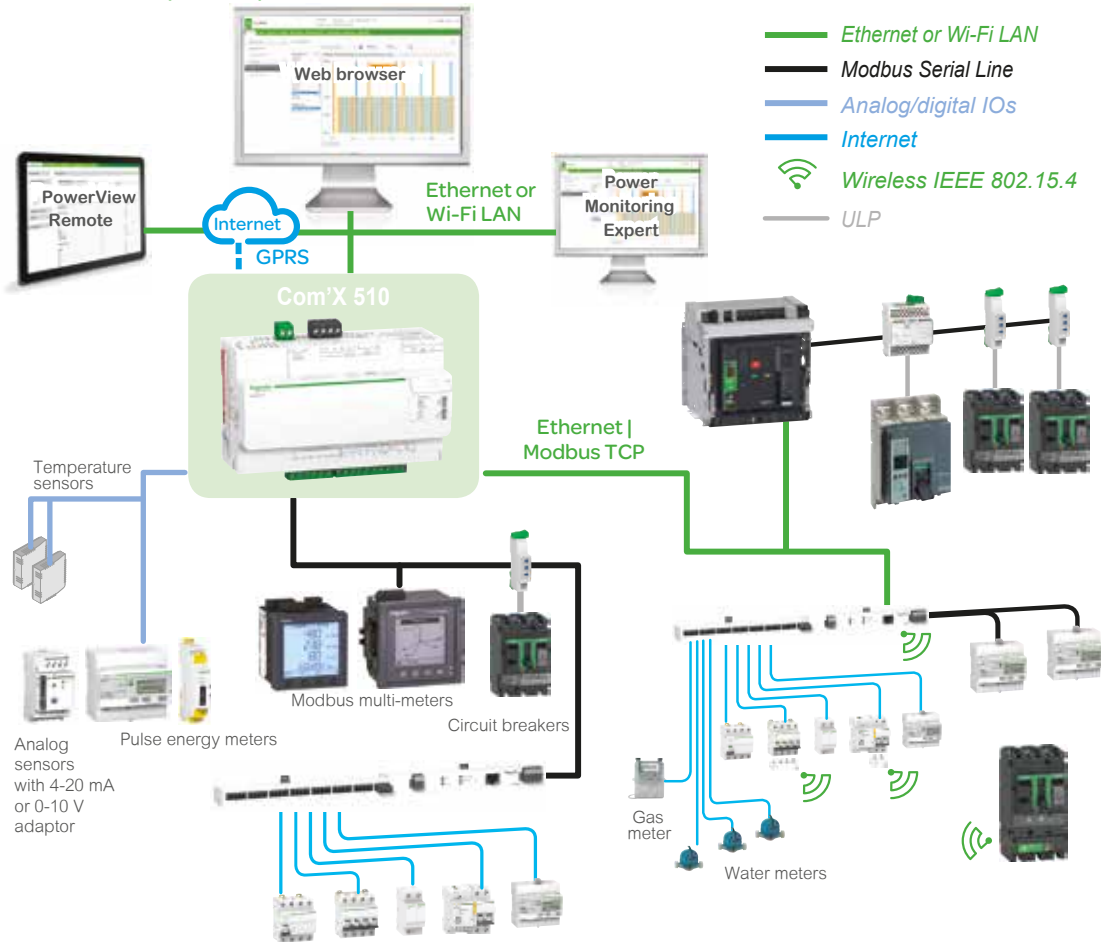 Web browser
Ethernet or Wi-Fi LAN
Modbus Serial Line
Analog/digital IOs
Internet
Wireless IEEE 802.15.4
ULP
PowerView
Remote
Internet
GPRS
Ethernet or
Wi-Fi LAN
Power
Monitoring
Expert
Com'X 510
Ethernet |
Modbus TCP
Temperature
sensors
Modbus multi-meters
Circuit breakers
Analog
sensors
with 4-20 mA
or 0-10 V
adaptor
Pulse energy meters
Gas
meter
Water meters